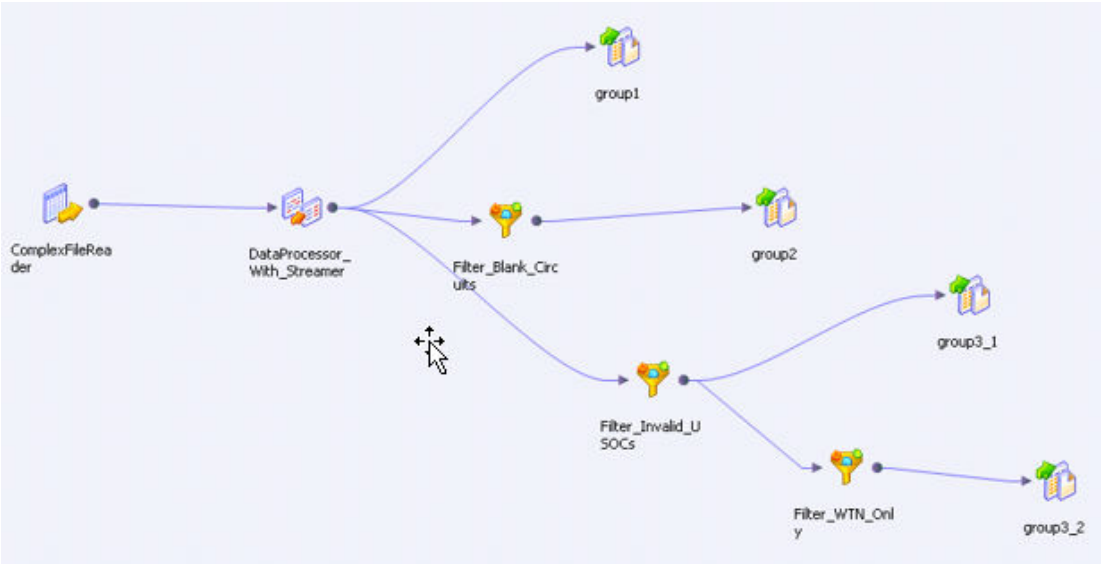 group1
ComplexFileRea
der
DataProcessor_
With_Streamer
Filter_Blank_Circ
uits
group2
group3_1
Filter_Invalid_U
SOCs
Filter_WTN_Onl
y
group3_2